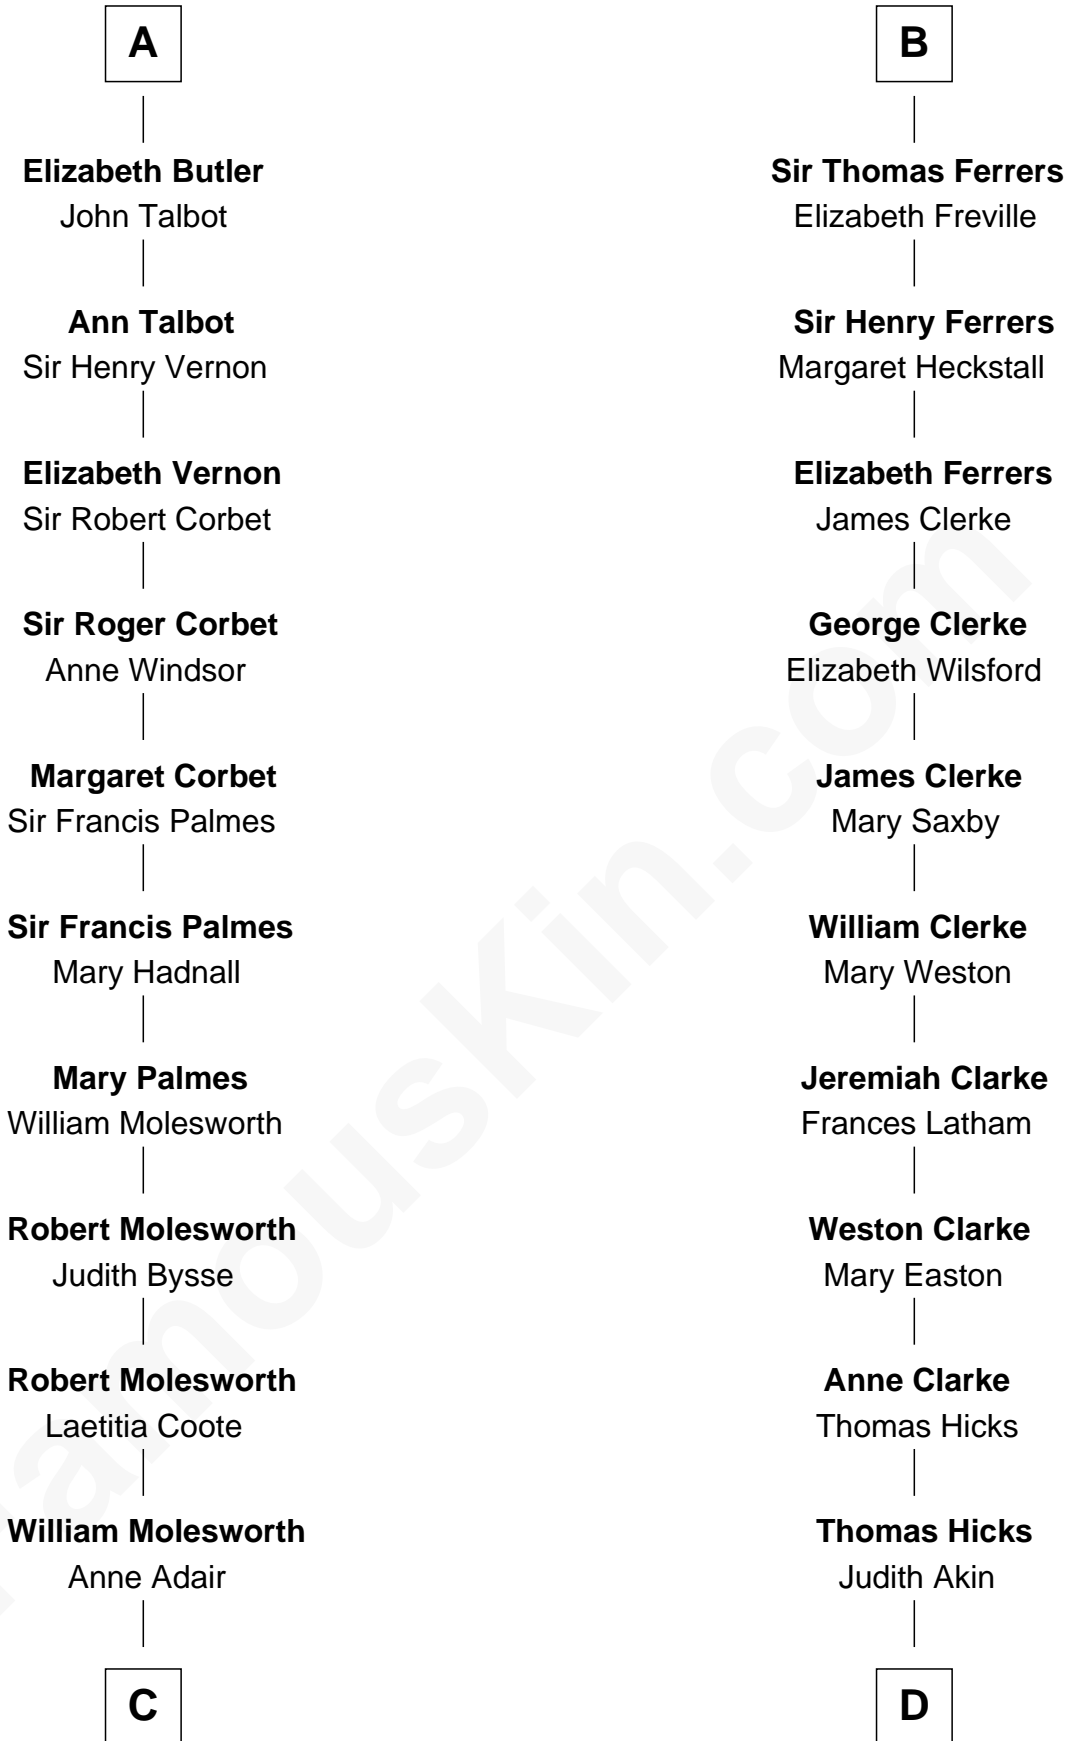 A
Elizabeth Butler
John Talbot
Ann Talbot
Sir Henry Vernon
Elizabeth Vernon
Sir Robert Corbet
Sir Roger Corbet
Anne Windsor
Margaret Corbet
Sir Francis Palmes
Sir Francis Palmes
Mary Hadnall
Mary Palmes
William Molesworth
Robert Molesworth
Judith Bysse
Robert Molesworth
Laetitia Coote
William Molesworth
Anne Adair
C
B
Sir Thomas Ferrers
Elizabeth Freville
Sir Henry Ferrers
Margaret Heckstall
Elizabeth Ferrers
James Clerke
George Clerke
Elizabeth Wilsford
James Clerke
Mary Saxby
William Clerke
Mary Weston
Jeremiah Clarke
Frances Latham
Weston Clarke
Mary Easton
Anne Clarke
Thomas Hicks
Thomas Hicks
Judith Akin
D
FamousKin.com